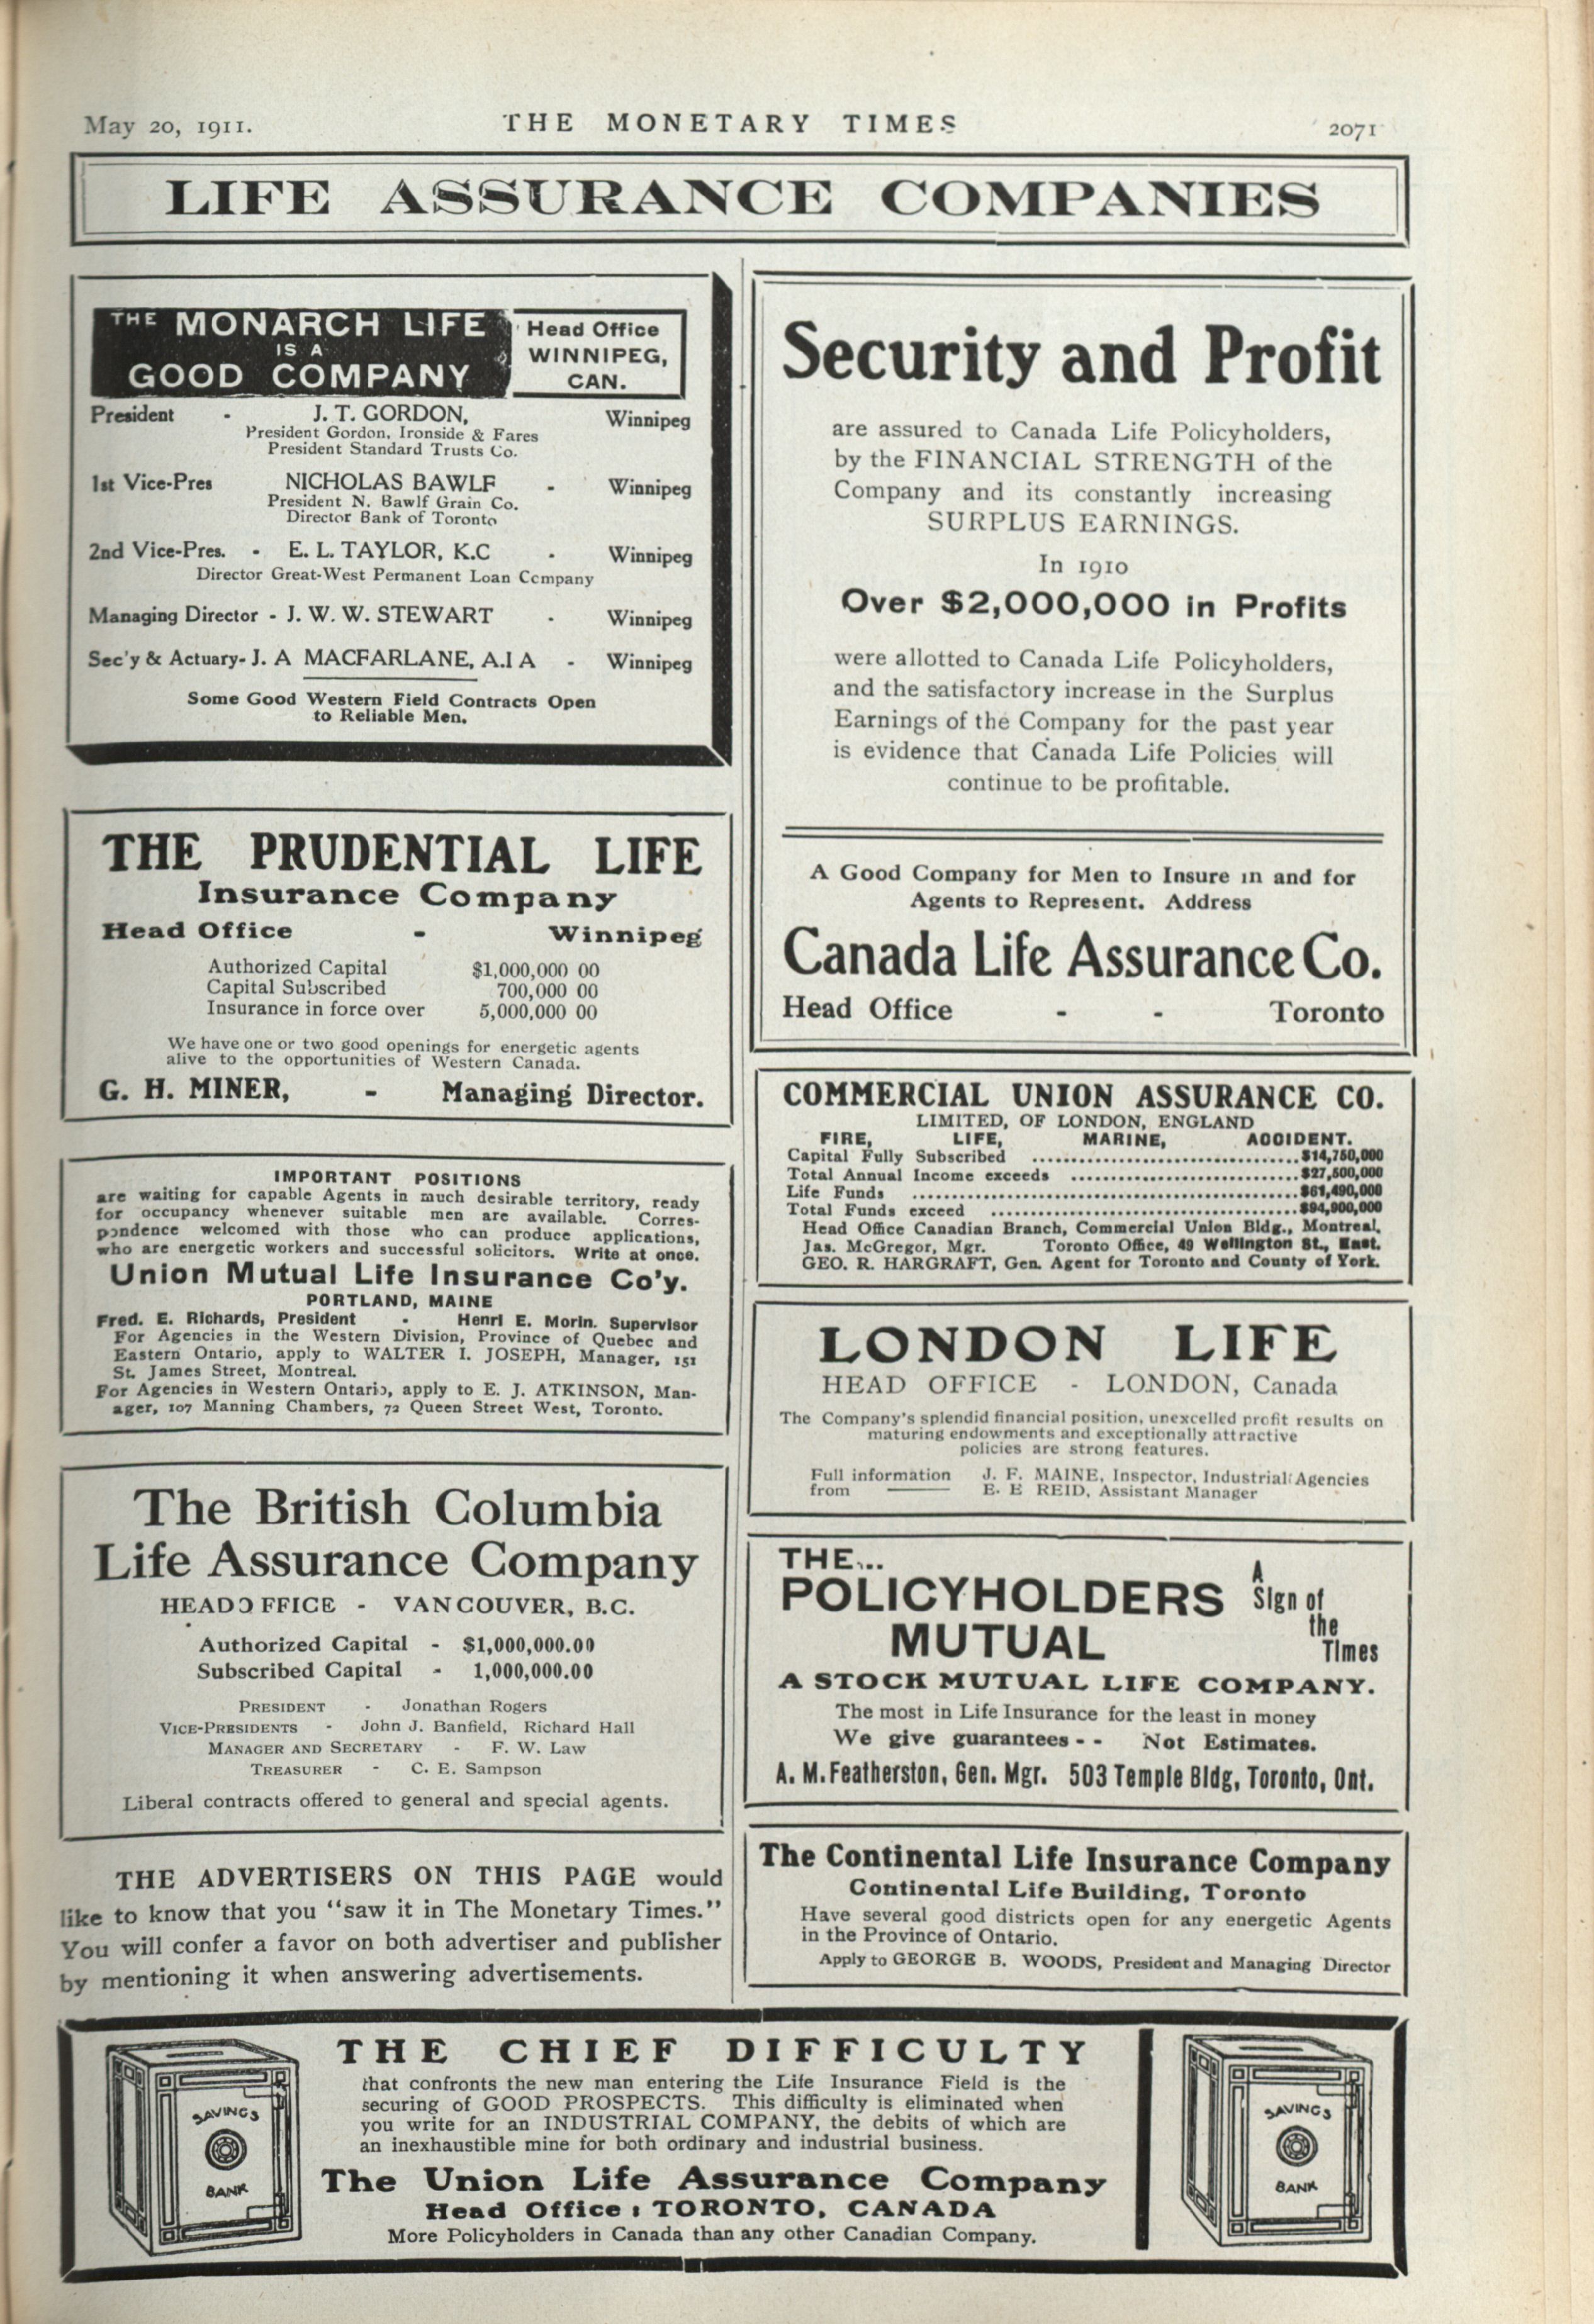 May 20, 1911.
THE MONETARY TIMES
2071
LIFE ASSURANCE COMPANIES
THE MONARCH LIFE
IS A
GOOD COMPANY
Head Office
WINNIPEG,
CAN.
President - J. T. GORDON, Winnipeg
President Gordon, Ironside & Fares
President Standard Trusts Co.
1st Vice-Pres NICHOLAS BAWLF - Winnipeg
President N. Bawlf Grain Co.
Director Bank of Toronto
2nd Vice-Pres. - E. L. TAYLOR, K.C - Winnipeg
Director Great-West Permanent Loan Company
Managing Director - J. W. W. STEWART - Winnipeg
Sec'y & Actuary- J. A MACFARLANE, A.I A - Winnipeg
Some Good Western Field Contracts Open
to Reliable Men.
THE PRUDENTIAL LIFE
Insurance Company
Head Office - Winnipeg
Authorized Capital $1,000,000 00
Capital Subscribed 700,000 00
Insurance in force over 5,000,000 00
We have one or two good openings for energetic agents
alive to the opportunities of Western Canada.
G. H. MINER, - Managing Director.
IMPORTANT POSITIONS
are waiting for capable Agents in much desirable territory, ready
for occupancy whenever suitable men are available. Corres-
pondence welcomed with those who can produce applications,
who are energetic workers and successful solicitors. Write at once.
Union Mutual Life Insurance Co'y.
PORTLAND, MAINE
Fred. E. Richards, President - Henri E. Morin. Supervisor
For Agencies in the Western Division, Province of Quebec and
Eastern Ontario, apply to WALTER I. JOSEPH, Manager, 151
St. James Street, Montreal.
For Agencies in Western Ontario, apply to E. J. ATKINSON, Man-
ager, 107 Manning Chambers, 72 Queen Street West, Toronto.
The British Columbia
Life Assurance Company
HEAD OFFICE - VANCOUVER, B.C.
Authorized Capital - $1,000,000.00
Subscribed Capital - 1,000,000.00
PRESIDENT - Jonathan Rogers
VICE-PRESIDENTS - John J. Banfield, Richard Hall
MANAGER AND SECRETARY - F. W. Law
TREASURER - C. E. Sampson
Liberal contracts offered to general and special agents.
THE ADVERTISERS ON THIS PAGE would
like to know that you "saw it in The Monetary Times."
You will confer a favor on both advertiser and publisher
by mentioning it when answering advertisements.
Security and Profit
are assured to Canada Life Policyholders,
by the FINANCIAL STRENGTH of the
Company and its constantly increasing
SURPLUS EARNINGS.
In 1910
Over $2,000,000 in Profits
were allotted to Canada Life Policyholders,
and the satisfactory increase in the Surplus
Earnings of the Company for the past year
is evidence that Canada Life Policies will
continue to be profitable.
A Good Company for Men to Insure in and for
Agents to Represent. Address
Canada Life Assurance Co.
Head Office - - Toronto
COMMERCIAL UNION ASSURANCE CO.
LIMITED, OF LONDON, ENGLAND
FIRE, LIFE, MARINE, ACCIDENT.
Capital Fully Subscribed ................................ $14,750,000
Total Annual Income exceeds ........................... $27,500,000
Life Funds .............................................. $61,490,000
Total Funds exceed ..................................... $94,900,000
Head Office Canadian Branch, Commercial Union Bldg., Montreal.
Jas. McGregor, Mgr. Toronto Office, 49 Wellington St., East.
GEO. R. HARGRAFT, Gen. Agent for Toronto and County of York.
LONDON LIFE
HEAD OFFICE - LONDON, Canada
The Company's splendid financial position, unexcelled profit results on
maturing endowments and exceptionally attractive
policies are strong features.
Full information J. F. MAINE, Inspector, Industrial Agencies
from E. E REID, Assistant Manager
THE...
POLICYHOLDERS
MUTUAL
A
Sign of
the
Times
A STOCK MUTUAL LIFE COMPANY.
The most in Life Insurance for the least in money
We give guarantees - - Not Estimates.
A. M. Featherston, Gen. Mgr. 503 Temple Bldg, Toronto, Ont.
The Continental Life Insurance Company
Continental Life Building, Toronto
Have several good districts open for any energetic Agents
in the Province of Ontario.
Apply to GEORGE B. WOODS, President and Managing Director
SAVINGS
BANK
THE CHIEF DIFFICULTY
that confronts the new man entering the Life Insurance Field is the
securing of GOOD PROSPECTS. This difficulty is eliminated when
you write for an INDUSTRIAL COMPANY, the debits of which are
an inexhaustible mine for both ordinary and industrial business.
The Union Life Assurance Company
Head Office: TORONTO, CANADA
More Policyholders in Canada than any other Canadian Company.
SAVINGS
BANK